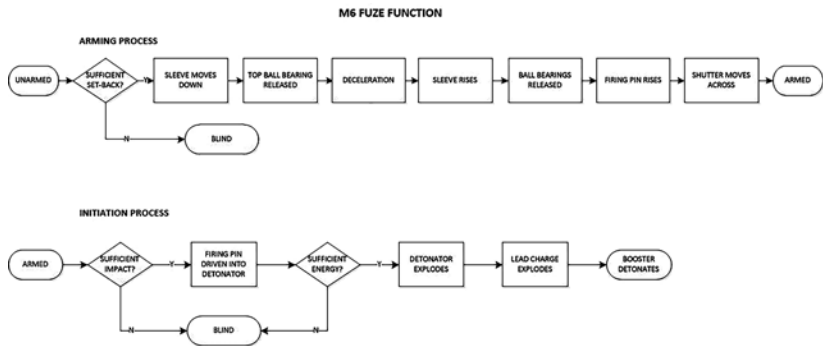 M6 FUZE FUNCTION
ARMING PROCESS
UNARMED
SUFFICIENT
SET-BACK?
Y
SLEEVE MOVES
DOWN
TOP BALL BEARING
RELEASED
DECELERATION
SLEEVE RISES
BALL BEARINGS
RELEASED
FIRING PIN RISES
SHUTTER MOVES
ACROSS
ARMED
N
BLIND
INITIATION PROCESS
ARMED
SUFFICIENT
IMPACT?
Y
FIRING PIN
DRIVEN INTO
DETONATOR
SUFFICIENT
ENERGY?
Y
DETONATOR
EXPLODES
LEAD CHARGE
EXPLODES
BOOSTER
DETONATES
N
BLIND
N